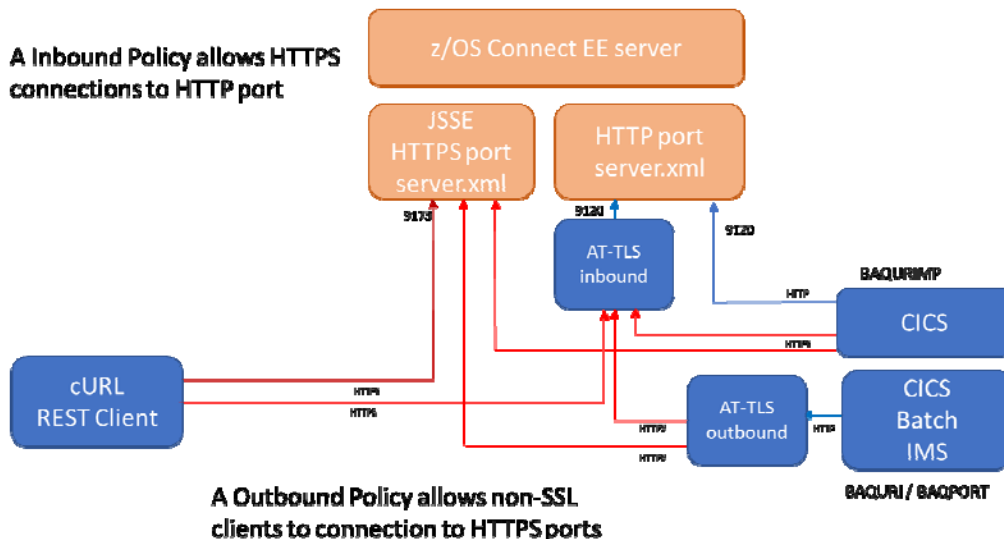 z/OS Connect EE server
A Inbound Policy allows HTTPS
connections to HTTP port
JSSE
HTTPS port
server.xml
HTTP port
server.xml
9173
9120
9120
AT-TLS
inbound
BAQURIMP
HTTP
CICS
HTTPS
cURL
REST Client
HTTPS
HTTPS
AT-TLS
outbound
HTTPS
HTTPS
HTTP
CICS
Batch
IMS
BAQURI / BAQPORT
A Outbound Policy allows non-SSL
clients to connection to HTTPS ports